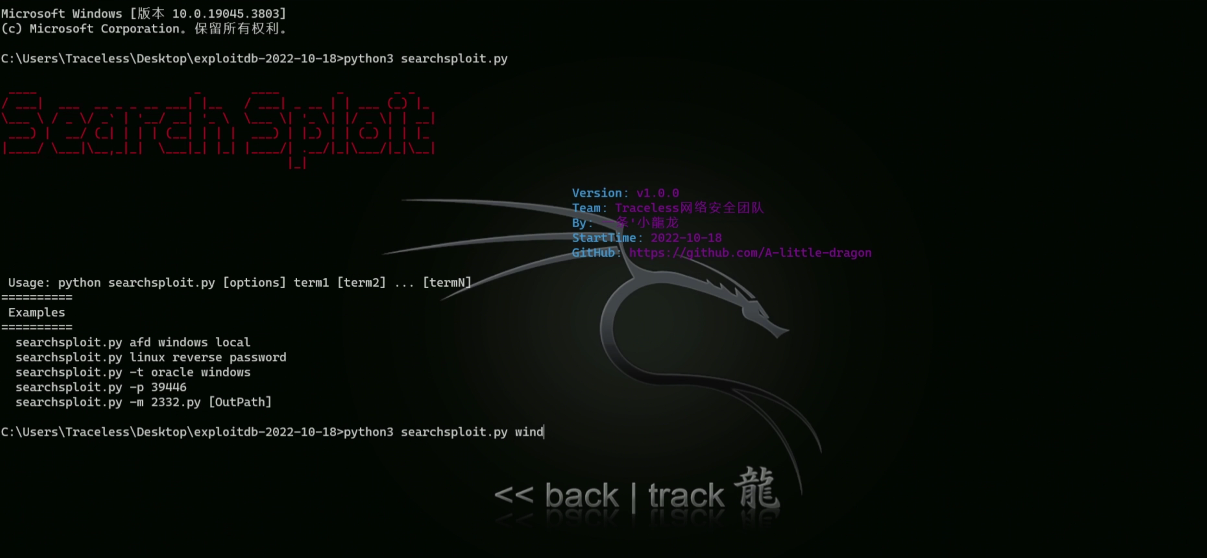 Microsoft Windows [版本 10.0.19045.3803]
(c) Microsoft Corporation。保留所有权利。
C:\Users\Traceless\Desktop\exploitdb-2022-10-18>python3 searchsploit.py
SearchSploit
Version: v1.0.0
Team: Traceless网络安全团队
By: 条'小龍龙
StartTime: 2022-10-18
GitHub: https://github.com/A-little-dragon
Usage: python searchsploit.py [options] term1 [term2] ... [termN]
==========
Examples
==========
searchsploit.py afd windows local
searchsploit.py linux reverse password
searchsploit.py -t oracle windows
searchsploit.py -p 39446
searchsploit.py -m 2332.py [OutPath]
C:\Users\Traceless\Desktop\exploitdb-2022-10-18>python3 searchsploit.py wind
<< back | track 龍